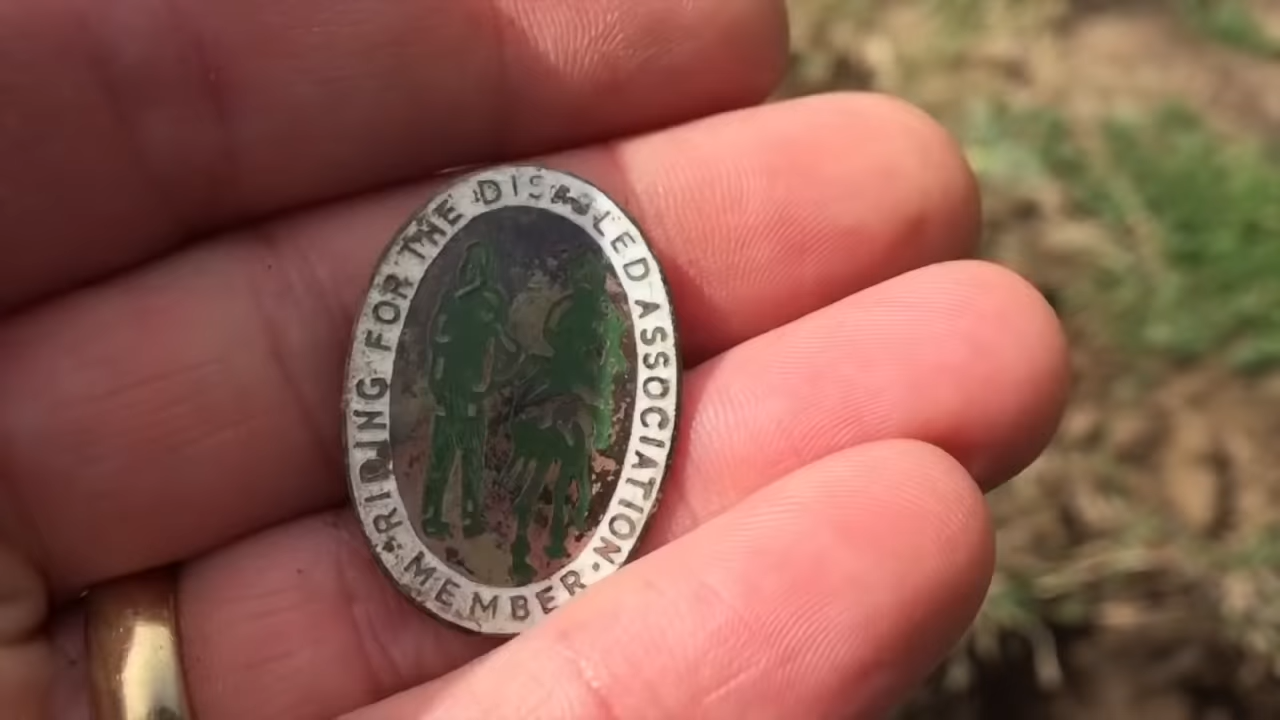 RIDING FOR THE DISABLED ASSOCIATION
· MEMBER ·